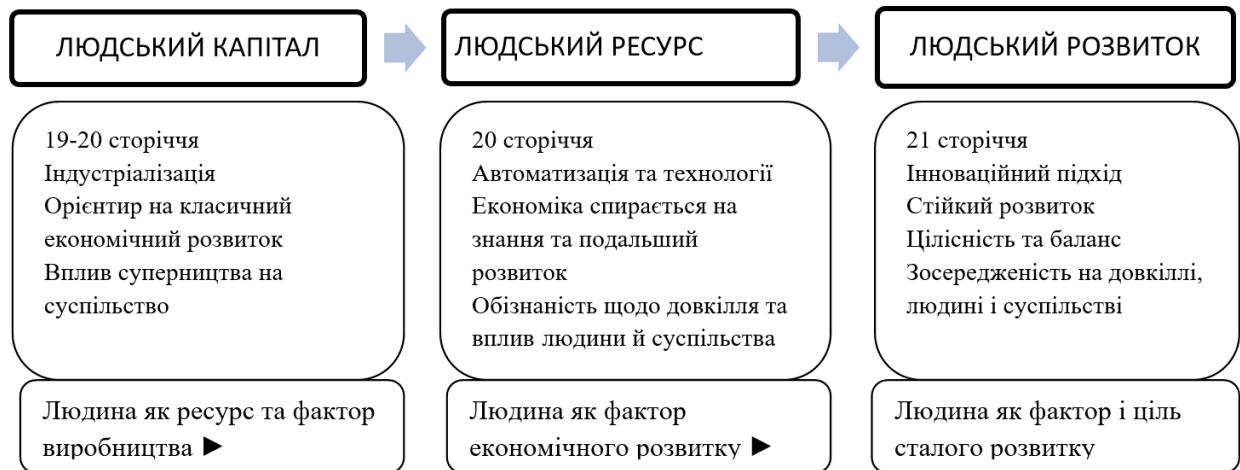 ЛЮДСЬКИЙ КАПІТАЛ
ЛЮДСЬКИЙ РЕСУРС
ЛЮДСЬКИЙ РОЗВИТОК
19-20 сторіччя
Індустріалізація
Орієнтир на класичний
економічний розвиток
Вплив суперництва на
суспільство
20 сторіччя
Автоматизація та технології
Економіка спирається на
знання та подальший
розвиток
Обізнаність щодо довкілля та
вплив людини й суспільства
21 сторіччя
Інноваційний підхід
Стійкий розвиток
Цілісність та баланс
Зосередженість на довкіллі,
людині і суспільстві
Людина як ресурс та фактор
виробництва ►
Людина як фактор
економічного розвитку ►
Людина як фактор і ціль
сталого розвитку